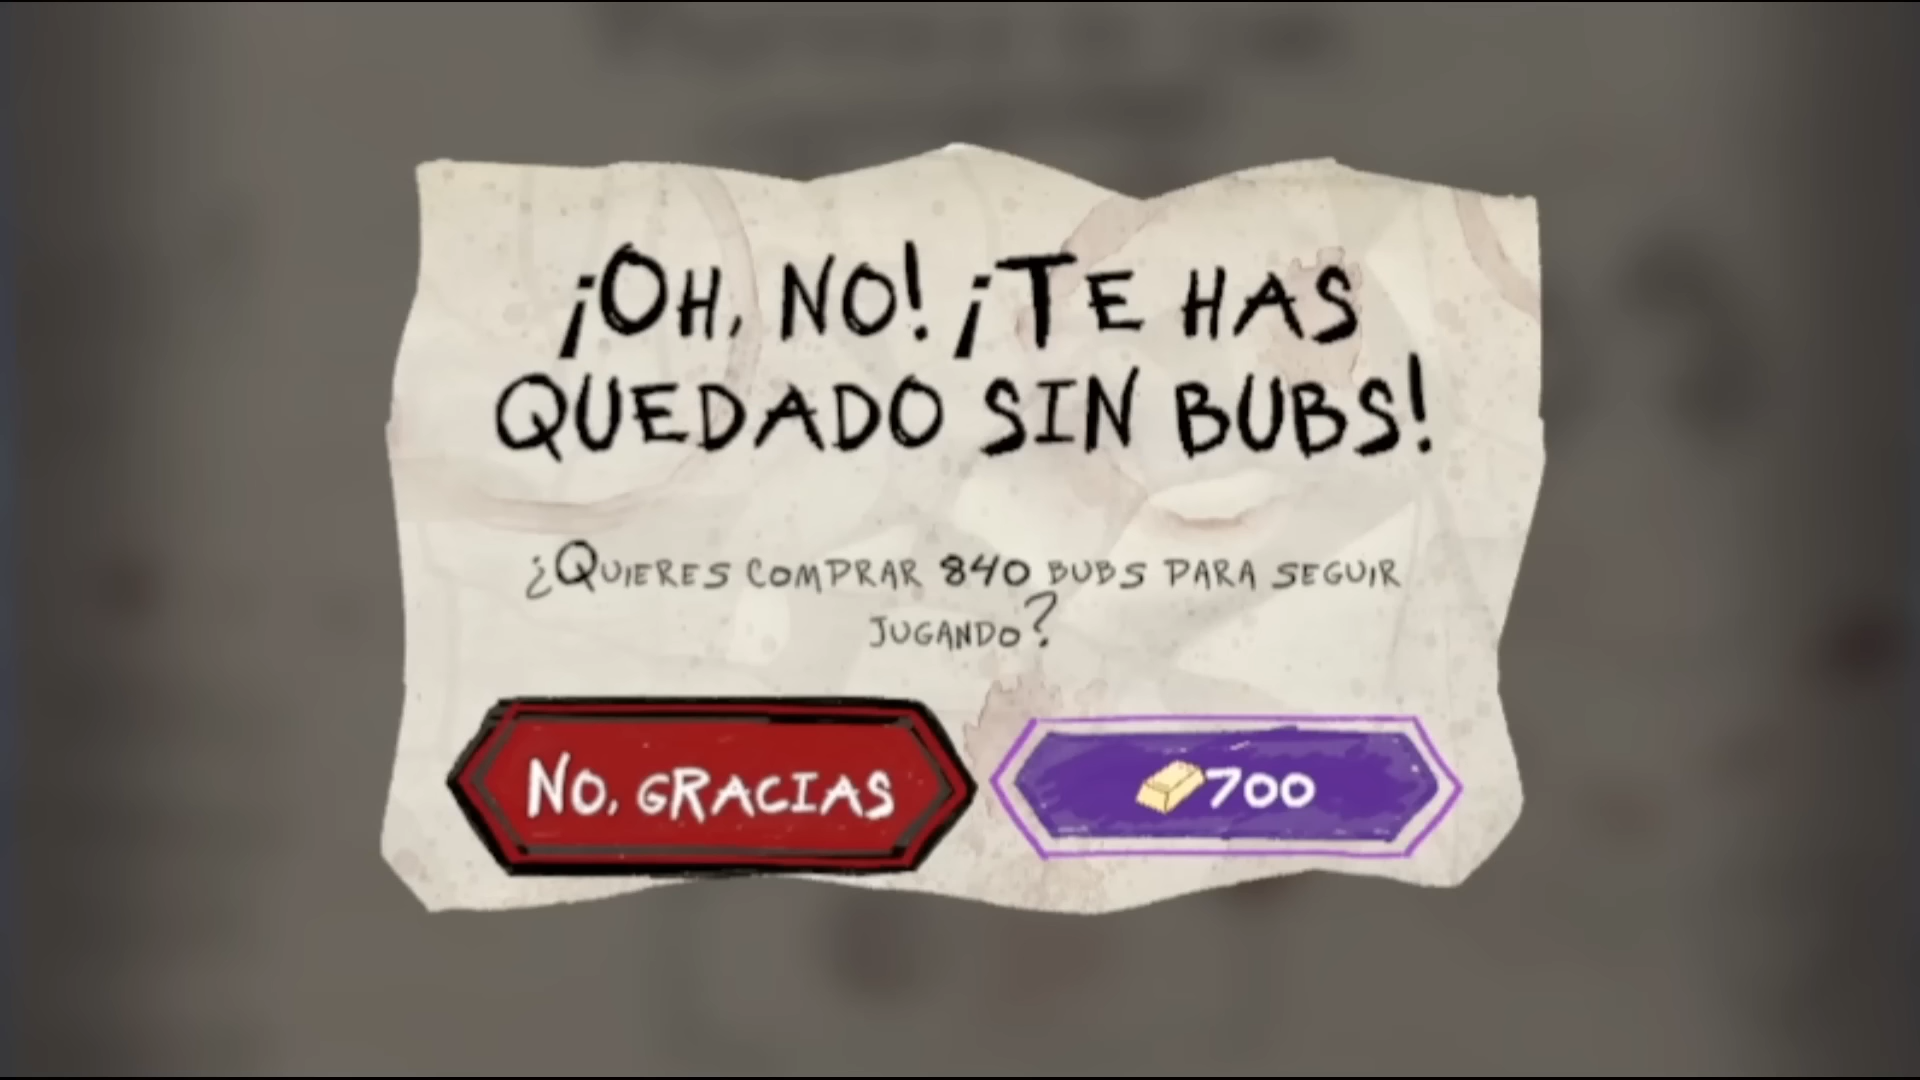 ¡OH, NO! ¡TE HAS
QUEDADO SIN BUBS!
¿QUIERES COMPRAR 840 BUBS PARA SEGUIR
JUGANDO?
NO, GRACIAS
700